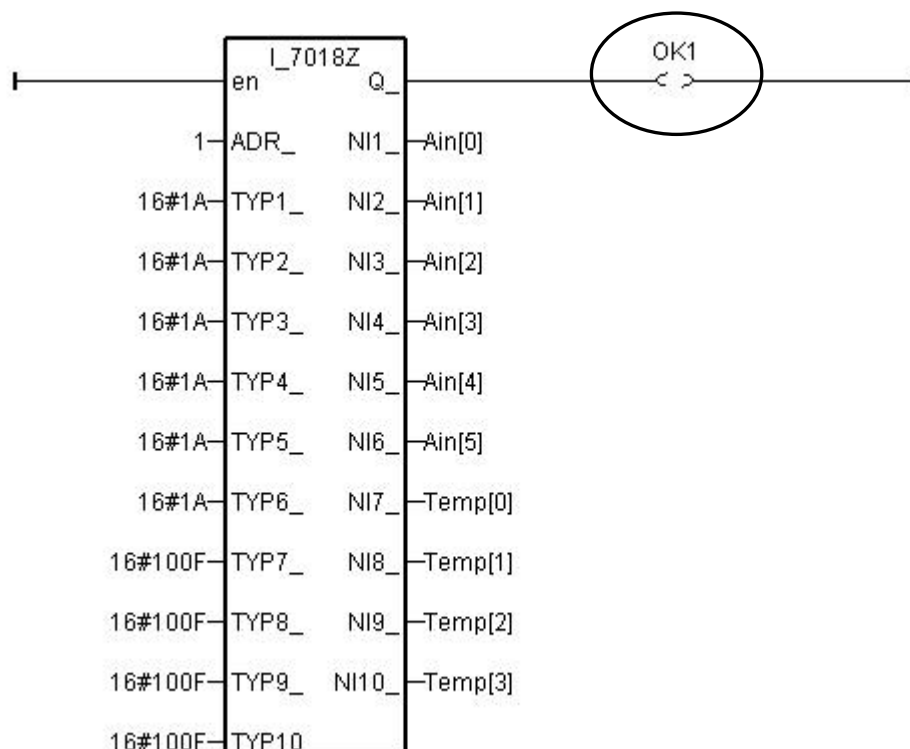 I_7018Z
OK1
en Q_
1 ADR_ NI1_ Ain[0]
16#1A TYP1_ NI2_ Ain[1]
16#1A TYP2_ NI3_ Ain[2]
16#1A TYP3_ NI4_ Ain[3]
16#1A TYP4_ NI5_ Ain[4]
16#1A TYP5_ NI6_ Ain[5]
16#1A TYP6_ NI7_ Temp[0]
16#100F TYP7_ NI8_ Temp[1]
16#100F TYP8_ NI9_ Temp[2]
16#100F TYP9_ NI10_ Temp[3]
16#100F TYP10